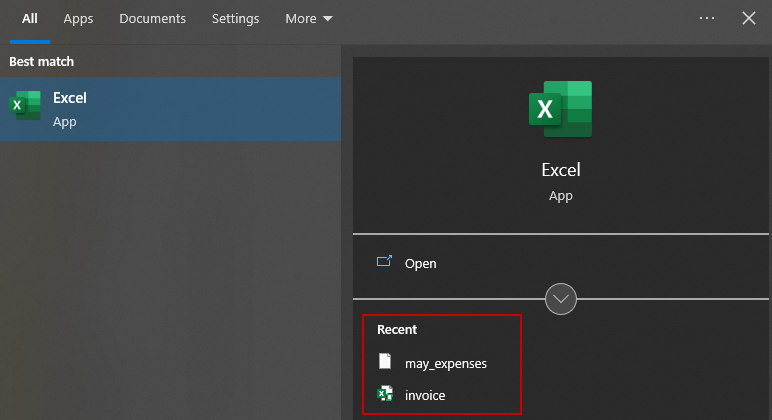 All Apps Documents Settings More
Best match
Excel
App
X
X
Excel
App
Open
Recent
may_expenses
invoice